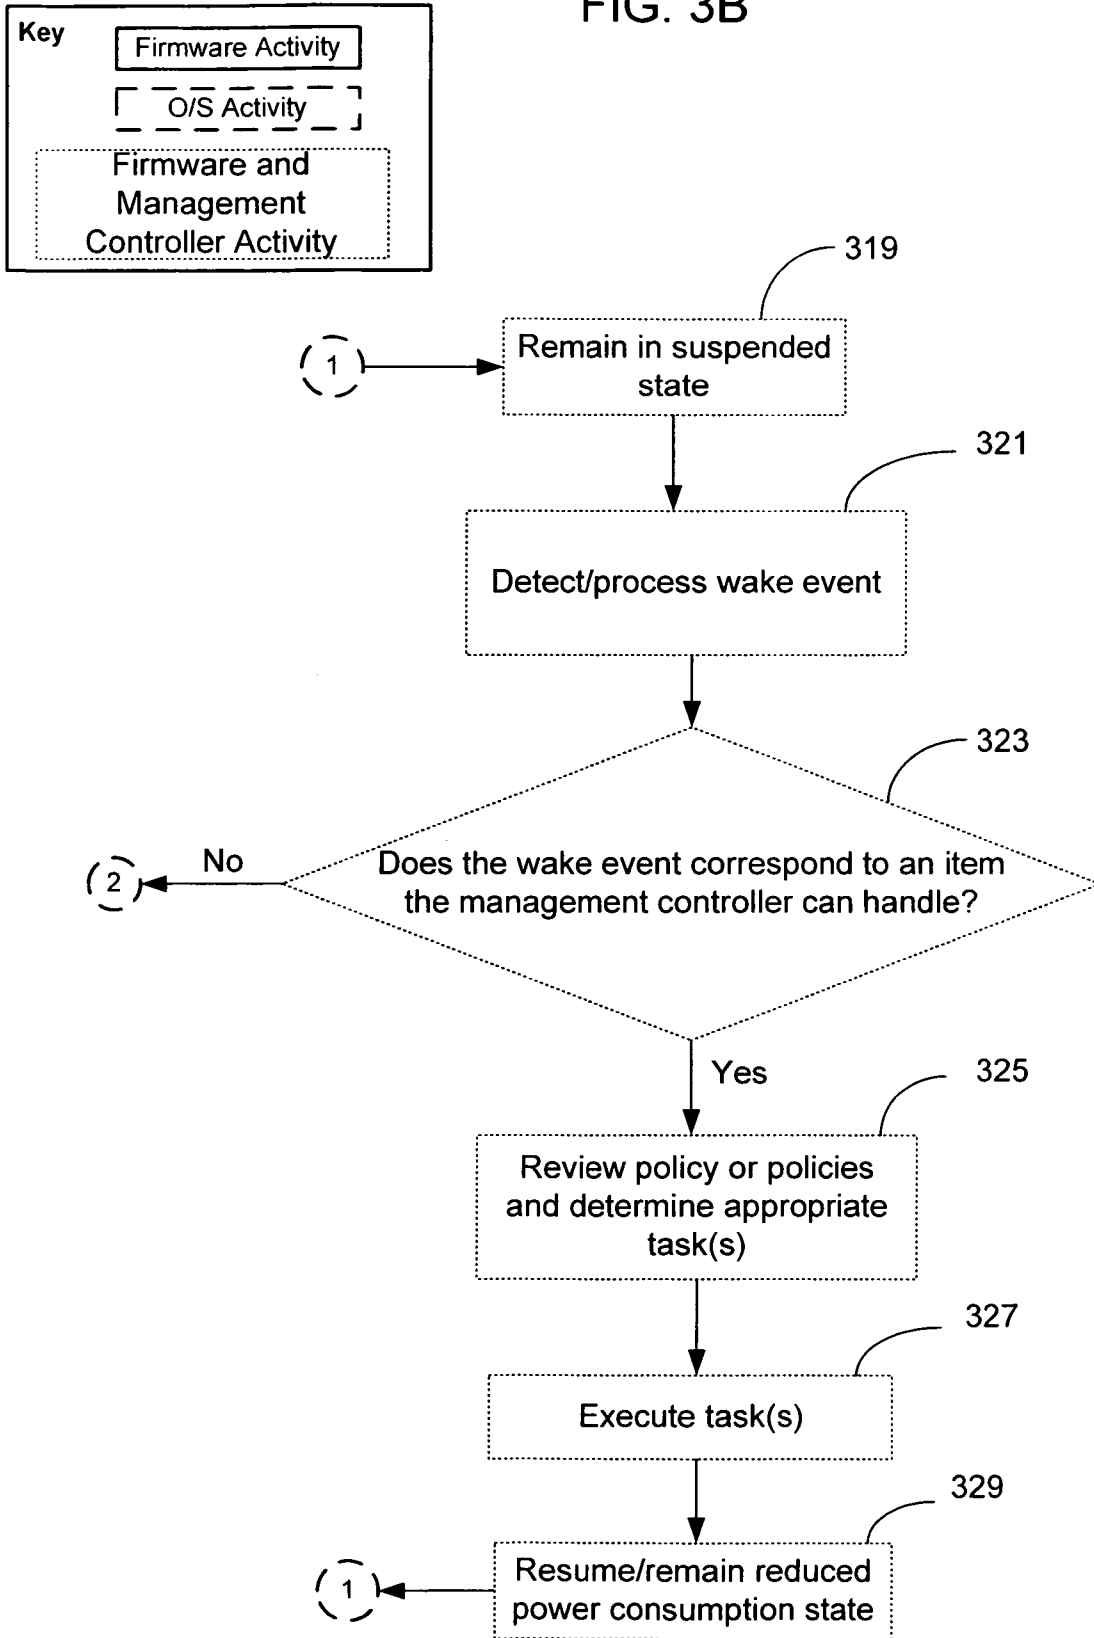 FIG. 3B
Key
Firmware Activity
O/S Activity
Firmware and
Management
Controller Activity
319
1
Remain in suspended
state
321
Detect/process wake event
323
No
2
Does the wake event correspond to an item
the management controller can handle?
Yes
325
Review policy or policies
and determine appropriate
task(s)
327
Execute task(s)
329
1
Resume/remain reduced
power consumption state